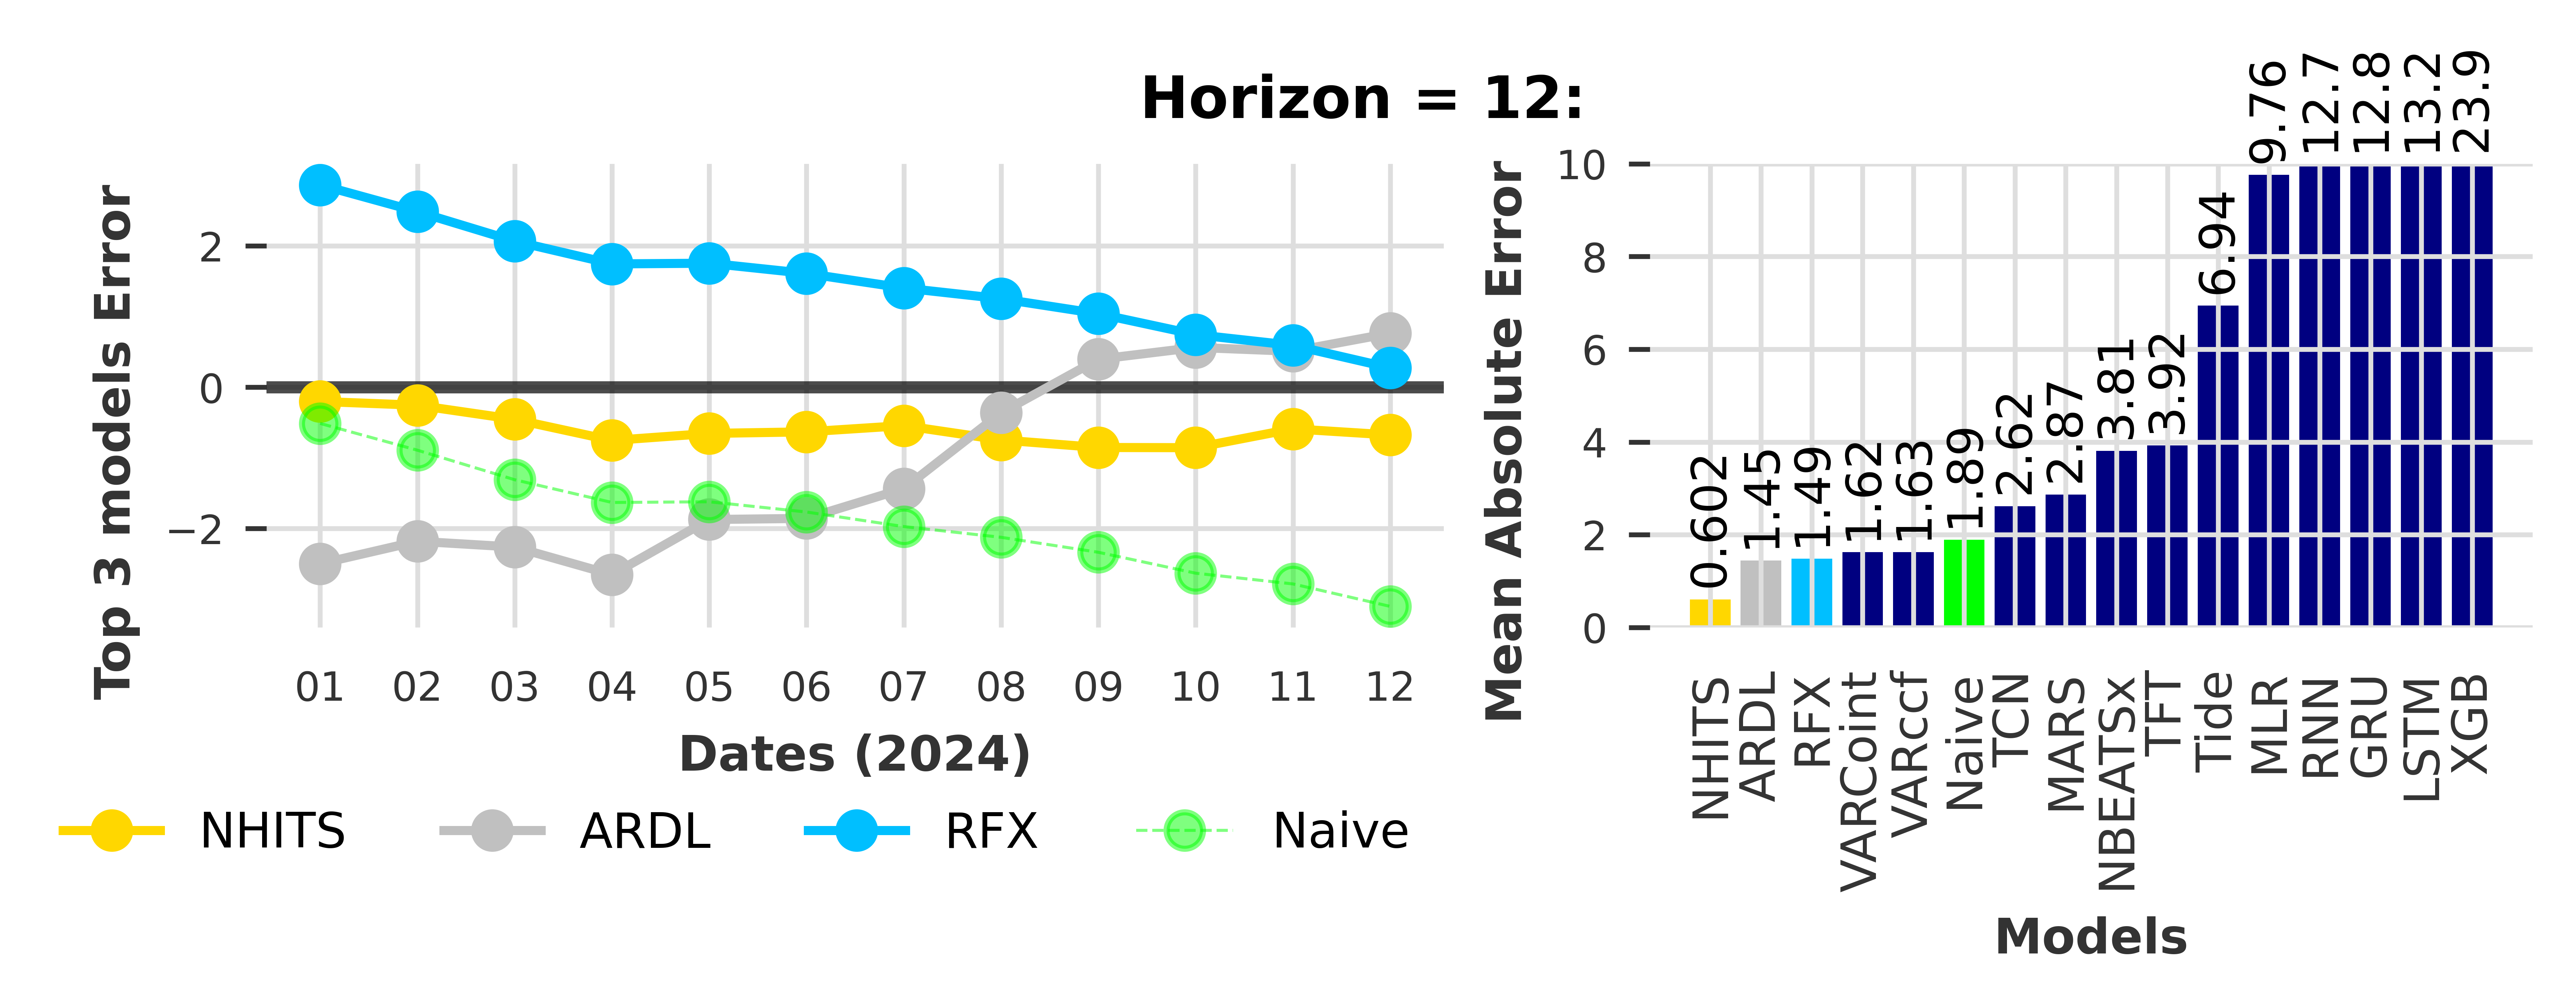 Horizon = 12:
Top 3 models Error
2
0
−2
01 02 03 04 05 06 07 08 09 10 11 12
Dates (2024)
NHITS ARDL RFX Naive
Mean Absolute Error
10
8
6
4
2
0
0.602 1.45 1.49 1.62 1.63 1.89 2.62 2.87 3.81 3.92 6.94 9.76 12.7 12.8 13.2 23.9
NHITS ARDL RFX VARCoint VARccf Naive TCN MARS NBEATSx TFT Tide MLR RNN GRU LSTM XGB
Models